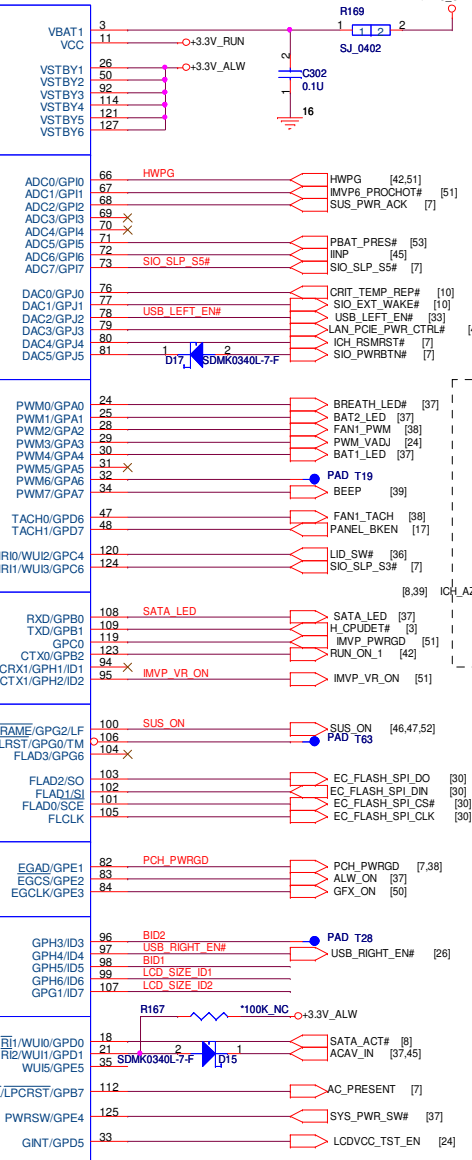 R169
VBAT1 3 1 1 2 2
VCC 11 +3.3V_RUN SJ_0402
VSTBY1 26 +3.3V_ALW
VSTBY2 50 2 C302
VSTBY3 92 1 0.1U
VSTBY4 114 16
VSTBY5 121
VSTBY6 127
ADC0/GPI0 66 HWPG HWPG [42,51]
ADC1/GPI1 67 IMVP6_PROCHOT# [51]
ADC2/GPI2 68 SUS_PWR_ACK [7]
ADC3/GPI3 69
ADC4/GPI4 70
ADC5/GPI5 71 PBAT_PRES# [53]
ADC6/GPI6 72 IINP [45]
ADC7/GPI7 73 SIO_SLP_S5# SIO_SLP_S5# [7]
DAC0/GPJ0 76 CRIT_TEMP_REP# [10]
DAC1/GPJ1 77 SIO_EXT_WAKE# [10]
DAC2/GPJ2 78 USB_LEFT_EN# USB_LEFT_EN# [33]
DAC3/GPJ3 79 LAN_PCIE_PWR_CTRL#
DAC4/GPJ4 80 ICH_RSMRST# [7]
DAC5/GPJ5 81 1 2 SIO_PWRBTN# [7]
D17 SDMK0340L-7-F
PWM0/GPA0 24 BREATH_LED# [37]
PWM1/GPA1 25 BAT2_LED [37]
PWM2/GPA2 28 FAN1_PWM [38]
PWM3/GPA3 29 PWM_VADJ [24]
PWM4/GPA4 30 BAT1_LED [37]
PWM5/GPA5 31
PWM6/GPA6 32 PAD T19
PWM7/GPA7 34 BEEP [39]
TACH0/GPD6 47 FAN1_TACH [38]
TACH1/GPD7 48 PANEL_BKEN [17]
RI0/WUI2/GPC4 120 LID_SW# [36]
RI1/WUI3/GPC6 124 SIO_SLP_S3# [7]
[8,39] ICH_AZ
RXD/GPB0 108 SATA_LED SATA_LED [37]
TXD/GPB1 109 H_CPUDET# [3]
GPC0 119 IMVP_PWRGD [51]
CTX0/GPB2 123 RUN_ON_1 [42]
CRX1/GPH1/ID1 94
CTX1/GPH2/ID2 95 IMVP_VR_ON IMVP_VR_ON [51]
RAME/GPG2/LF 100 SUS_ON SUS_ON [46,47,52]
LRST/GPG0/TM 106 PAD T63
FLAD3/GPG6 104
FLAD2/SO 103 EC_FLASH_SPI_DO [30]
FLAD1/SI 102 EC_FLASH_SPI_DIN [30]
FLAD0/SCE 101 EC_FLASH_SPI_CS# [30]
FLCLK 105 EC_FLASH_SPI_CLK [30]
EGAD/GPE1 82 PCH_PWRGD PCH_PWRGD [7,38]
EGCS/GPE2 83 ALW_ON [37]
EGCLK/GPE3 84 GFX_ON [50]
GPH3/ID3 96 BID2 PAD T28
GPH4/ID4 97 USB_RIGHT_EN# USB_RIGHT_EN# [26]
GPH5/ID5 98 BID1
GPH6/ID6 99 LCD_SIZE_ID1
GPG1/ID7 107 LCD_SIZE_ID2
R167 *100K_NC +3.3V_ALW
RI1/WUI0/GPD0 18 SATA_ACT# [8]
RI2/WUI1/GPD1 21 2 1 ACAV_IN [37,45]
WUI5/GPE5 35 SDMK0340L-7-F D15
/LPCRST/GPB7 112 AC_PRESENT [7]
PWRSW/GPE4 125 SYS_PWR_SW# [37]
GINT/GPD5 33 LCDVCC_TST_EN [24]